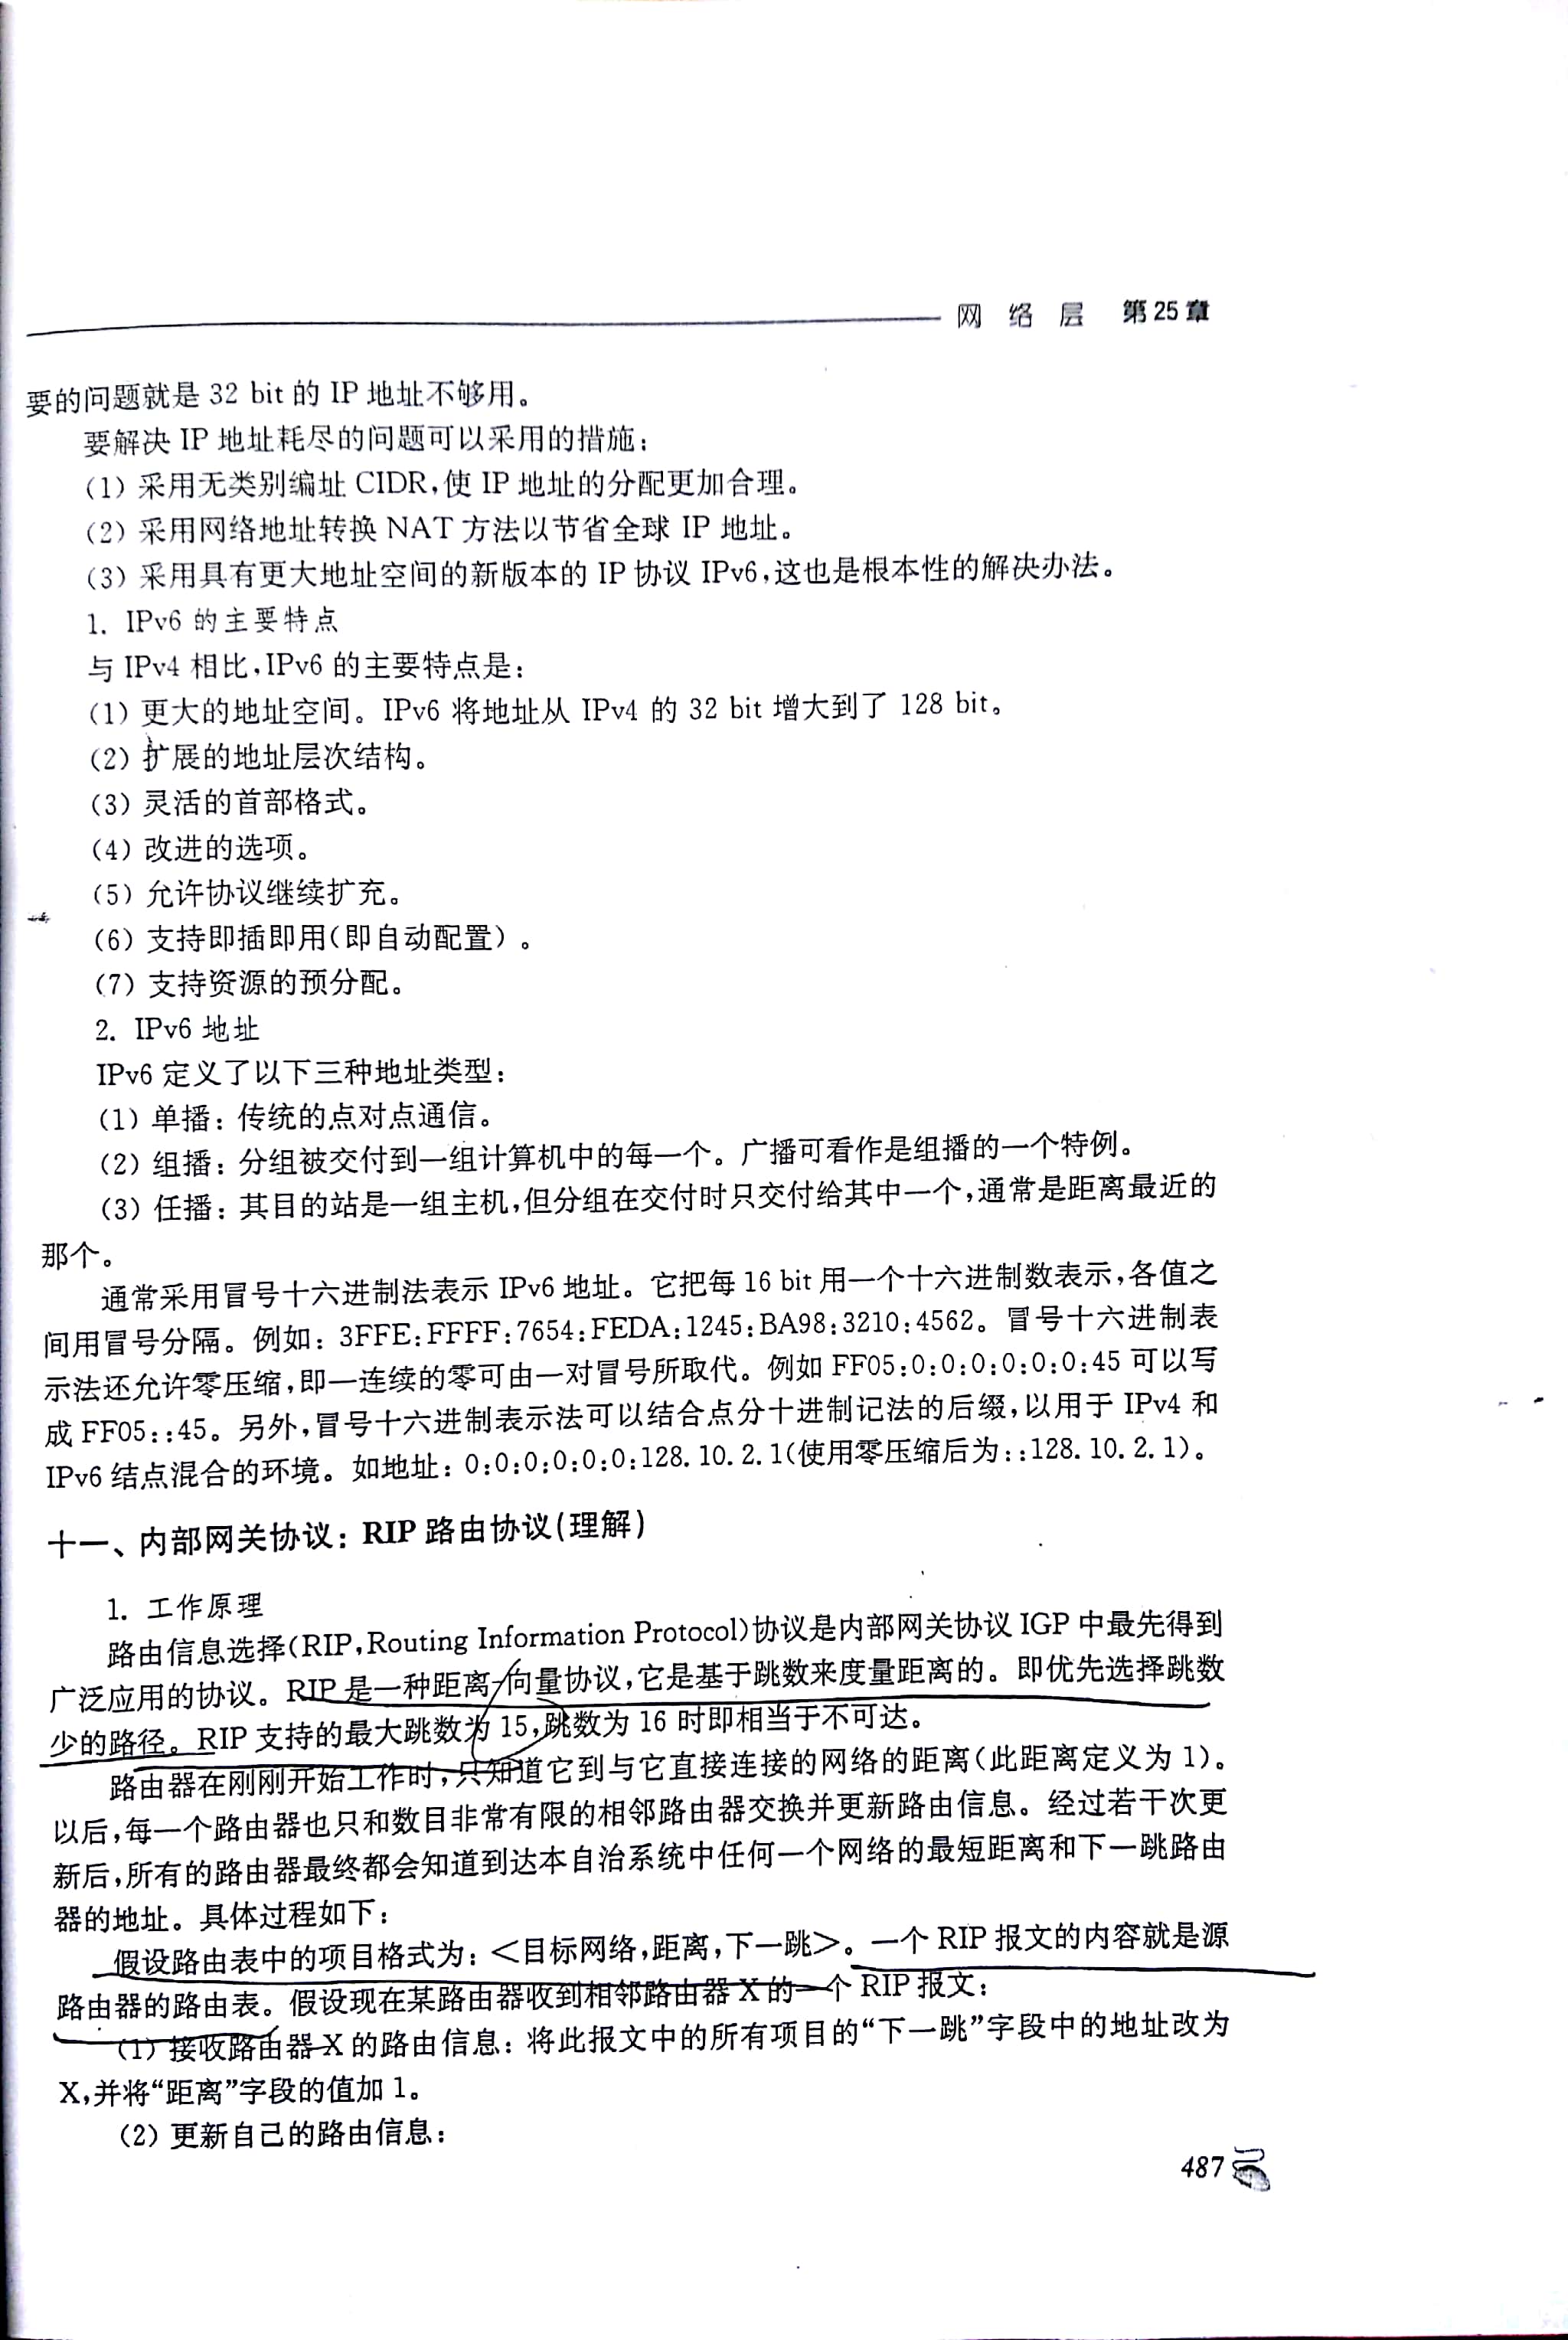 网 络 层 第25章
要的问题就是 32 bit 的 IP 地址不够用。
要解决 IP 地址耗尽的问题可以采用的措施：
（1）采用无类别编址 CIDR，使 IP 地址的分配更加合理。
（2）采用网络地址转换 NAT 方法以节省全球 IP 地址。
（3）采用具有更大地址空间的新版本的 IP 协议 IPv6，这也是根本性的解决办法。
1. IPv6 的主要特点
与 IPv4 相比，IPv6 的主要特点是：
（1）更大的地址空间。IPv6 将地址从 IPv4 的 32 bit 增大到了 128 bit。
（2）扩展的地址层次结构。
（3）灵活的首部格式。
（4）改进的选项。
（5）允许协议继续扩充。
（6）支持即插即用（即自动配置）。
（7）支持资源的预分配。
2. IPv6 地址
IPv6 定义了以下三种地址类型：
（1）单播：传统的点对点通信。
（2）组播：分组被交付到一组计算机中的每一个。广播可看作是组播的一个特例。
（3）任播：其目的站是一组主机，但分组在交付时只交付给其中一个，通常是距离最近的
那个。
通常采用冒号十六进制法表示 IPv6 地址。它把每 16 bit 用一个十六进制数表示，各值之
间用冒号分隔。例如：3FFE:FFFF:7654:FEDA:1245:BA98:3210:4562。冒号十六进制表
示法还允许零压缩，即一连续的零可由一对冒号所取代。例如 FF05:0:0:0:0:0:0:45 可以写
成 FF05::45。另外，冒号十六进制表示法可以结合点分十进制记法的后缀，以用于 IPv4 和
IPv6 结点混合的环境。如地址：0:0:0:0:0:0:128.10.2.1（使用零压缩后为::128.10.2.1）。
十一、内部网关协议：RIP 路由协议（理解）
1. 工作原理
路由信息选择（RIP，Routing Information Protocol）协议是内部网关协议 IGP 中最先得到
广泛应用的协议。RIP 是一种距离-向量协议，它是基于跳数来度量距离的。即优先选择跳数
少的路径。RIP 支持的最大跳数为 15，跳数为 16 时即相当于不可达。
路由器在刚刚开始工作时，只知道它到与它直接连接的网络的距离（此距离定义为 1）。
以后，每一个路由器也只和数目非常有限的相邻路由器交换并更新路由信息。经过若干次更
新后，所有的路由器最终都会知道到达本自治系统中任何一个网络的最短距离和下一跳路由
器的地址。具体过程如下：
假设路由表中的项目格式为：＜目标网络，距离，下一跳＞。一个 RIP 报文的内容就是源
路由器的路由表。假设现在某路由器收到相邻路由器 X 的一个 RIP 报文：
（1）接收路由器 X 的路由信息：将此报文中的所有项目的“下一跳”字段中的地址改为
X，并将“距离”字段的值加 1。
（2）更新自己的路由信息：
487